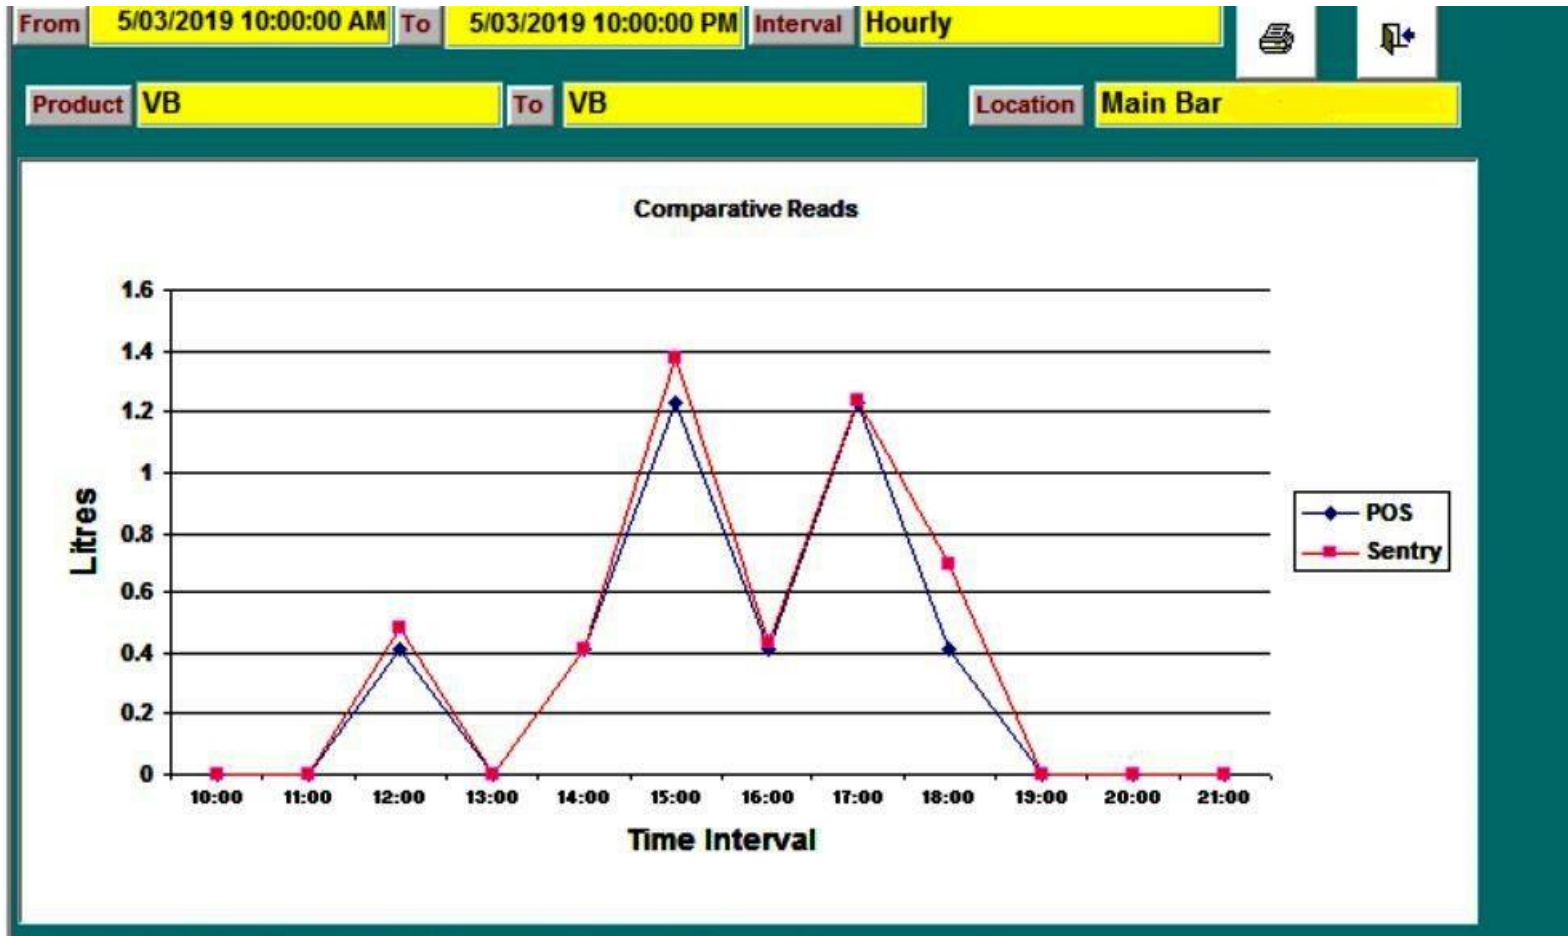 From 5/03/2019 10:00:00 AM To 5/03/2019 10:00:00 PM Interval Hourly
Product VB To VB Location Main Bar
Comparative Reads
1.6
1.4
1.2
1
0.8
0.6
0.4
0.2
0
Litres
POS
Sentry
10:00 11:00 12:00 13:00 14:00 15:00 16:00 17:00 18:00 19:00 20:00 21:00
Time Interval